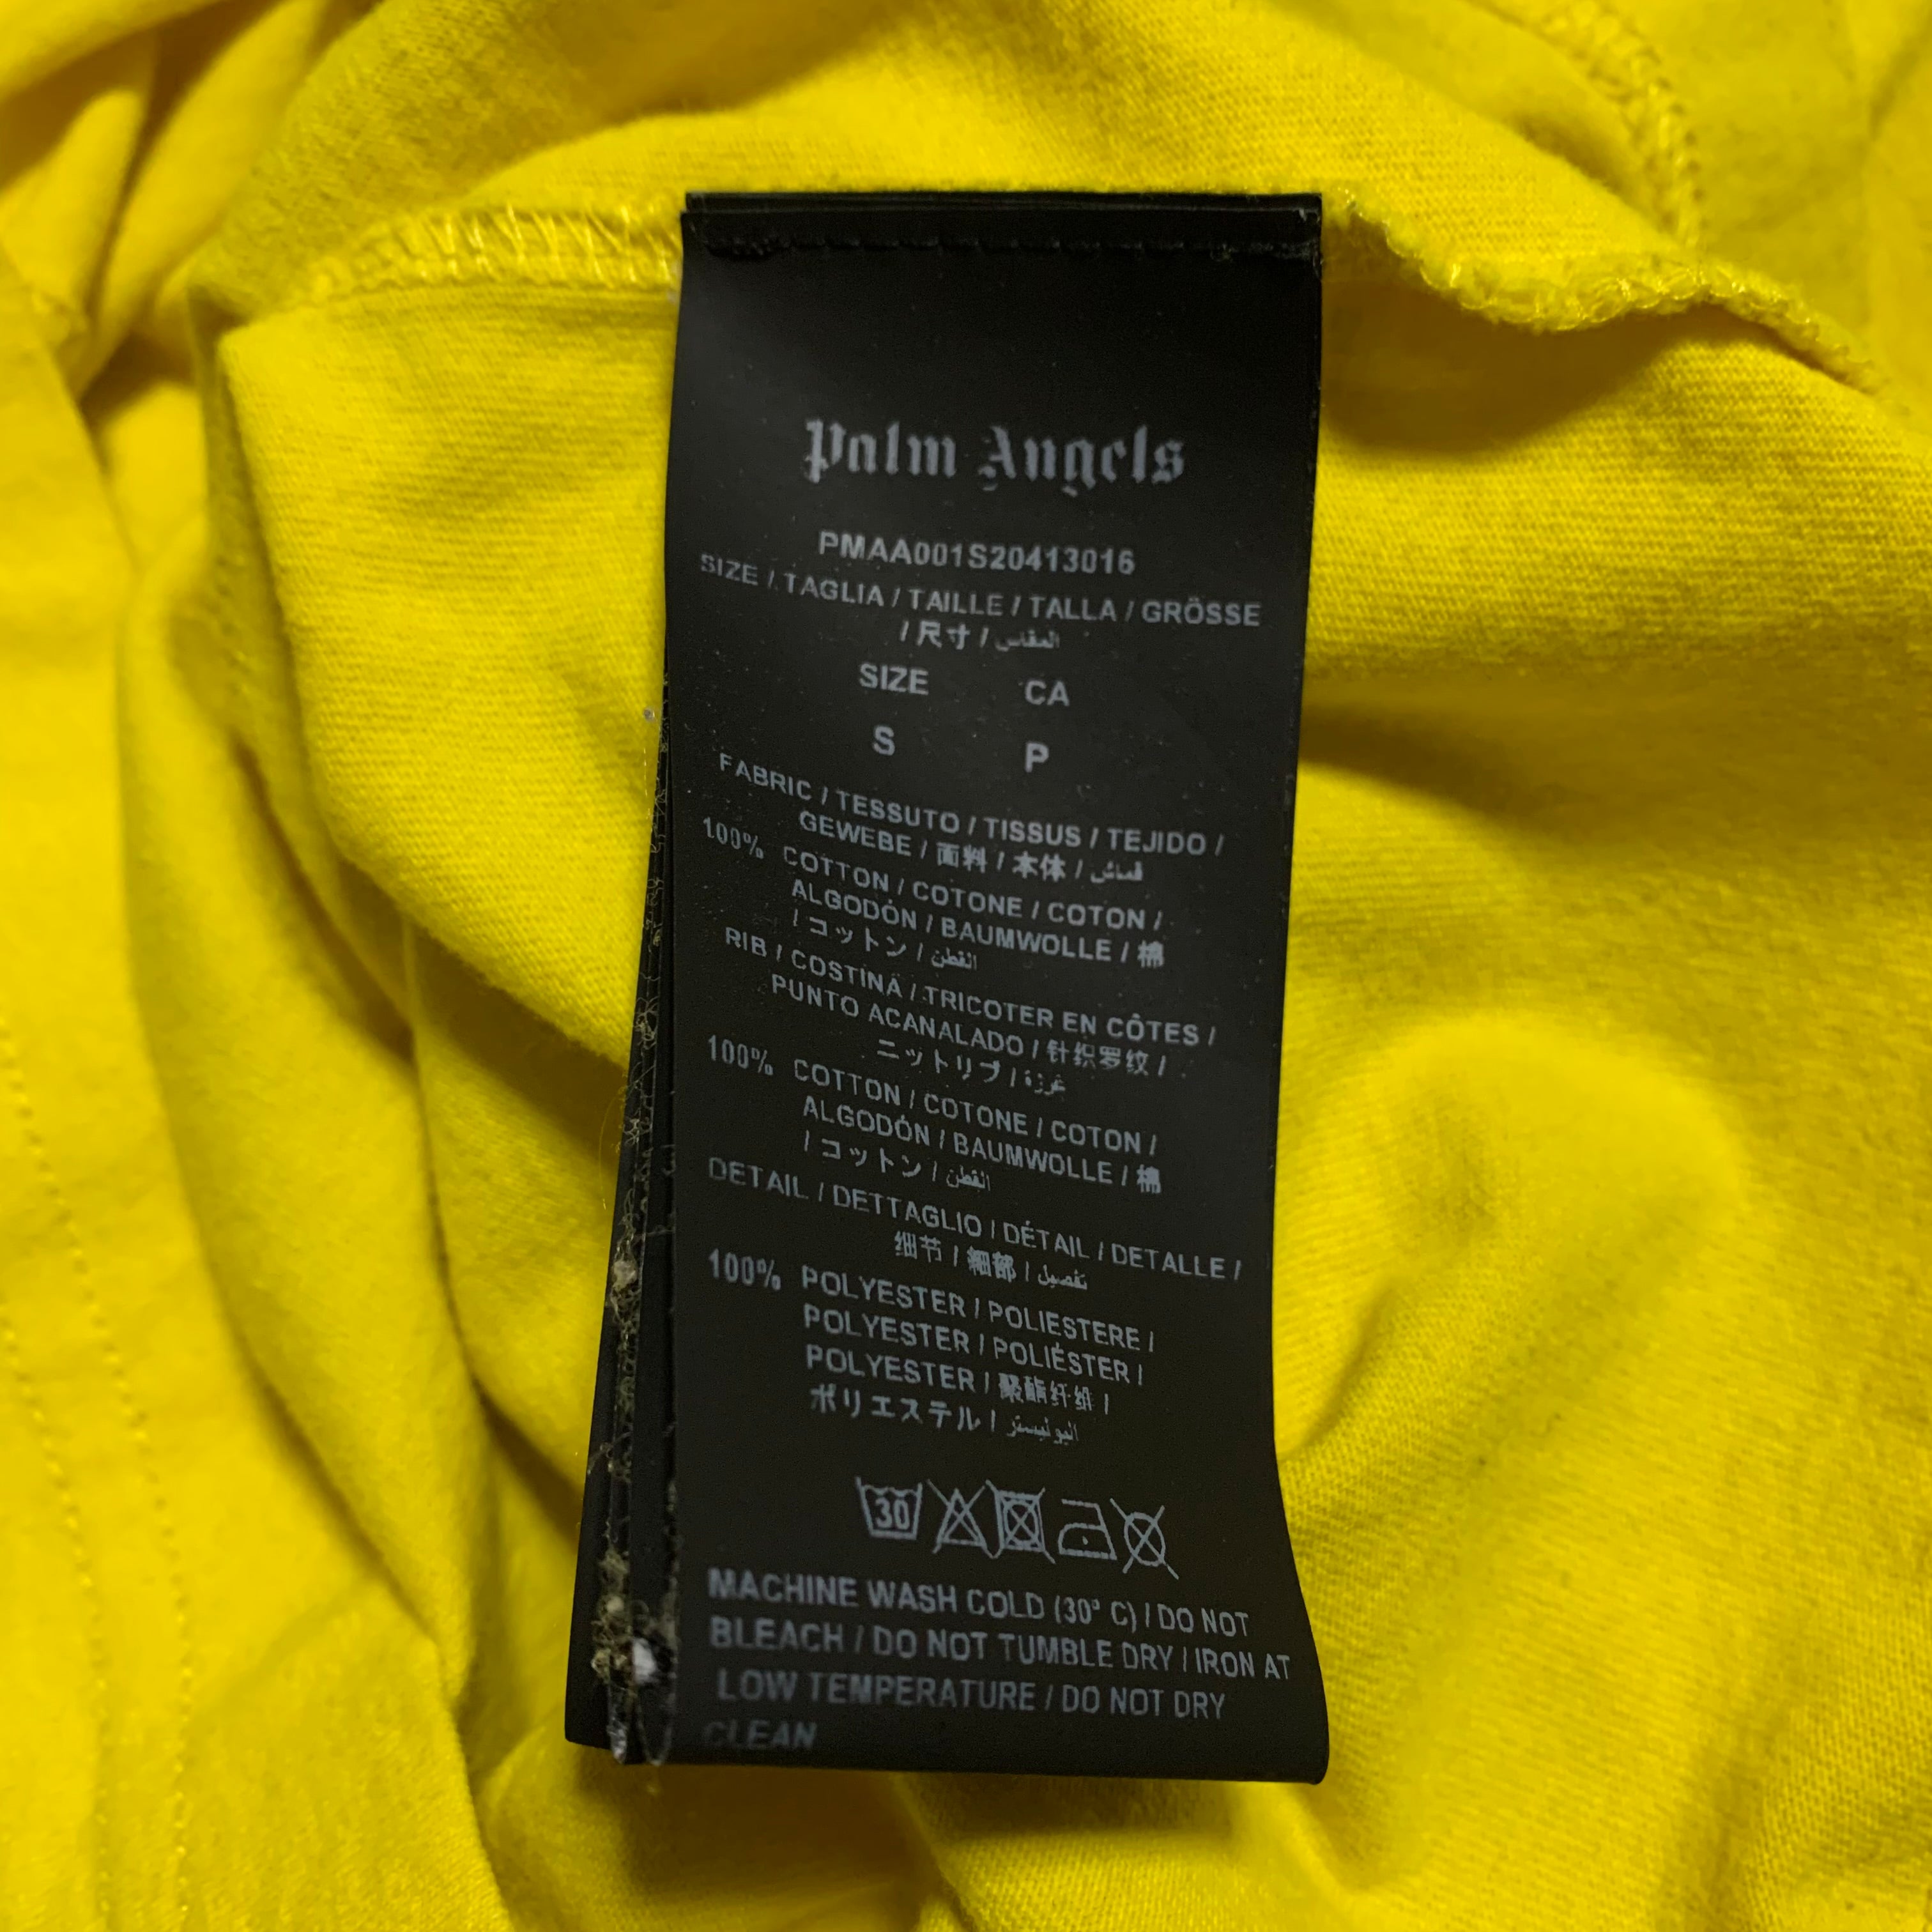 Palm Angels
PMAA001S20413016
SIZE / TAGLIA / TAILLE / TALLA / GRÖSSE
/ 尺寸 / المقاس
SIZE CA
S P
FABRIC / TESSUTO / TISSUS / TEJIDO /
GEWEBE / 面料 / 本体 / قماش
100% COTTON / COTONE / COTON /
ALGODÓN / BAUMWOLLE / 棉
/ コットン / القطن
RIB / COSTINA / TRICOTER EN CÔTES /
PUNTO ACANALADO / 针织罗纹 /
ニットリブ / غرزة
100% COTTON / COTONE / COTON /
ALGODÓN / BAUMWOLLE / 棉
/ コットン / القطن
DETAIL / DETTAGLIO / DÉTAIL / DETALLE /
细节 / 細部 / تفصيل
100% POLYESTER / POLIESTERE /
POLYESTER / POLIÉSTER /
POLYESTER / 聚酯纤维 /
ポリエステル / البوليستر
30
MACHINE WASH COLD (30° C) / DO NOT
BLEACH / DO NOT TUMBLE DRY / IRON AT
LOW TEMPERATURE / DO NOT DRY
CLEAN